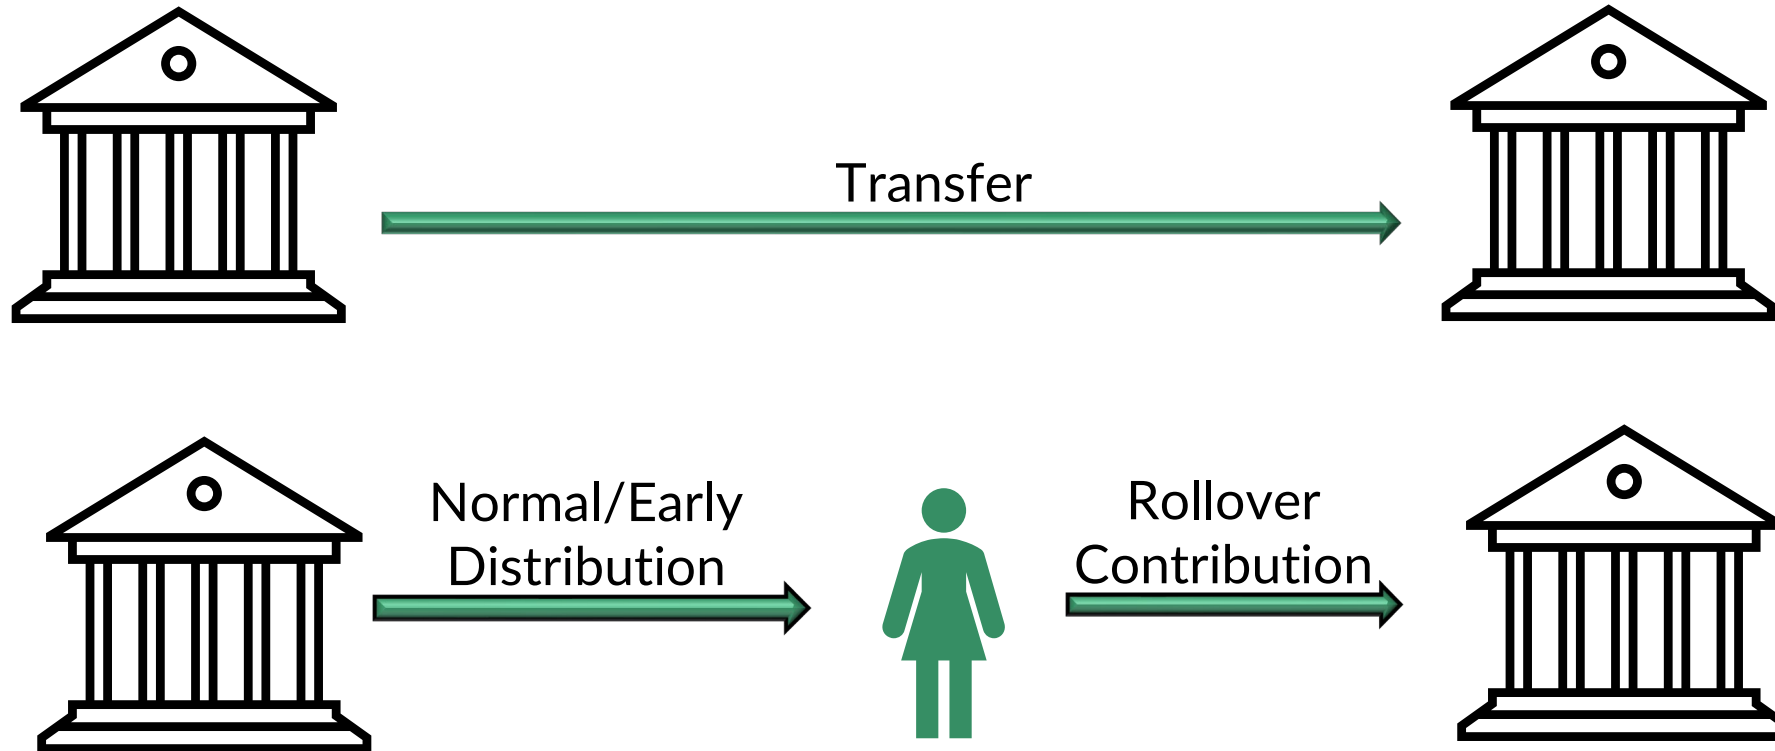 Transfer
Normal/Early
Distribution
Rollover
Contribution